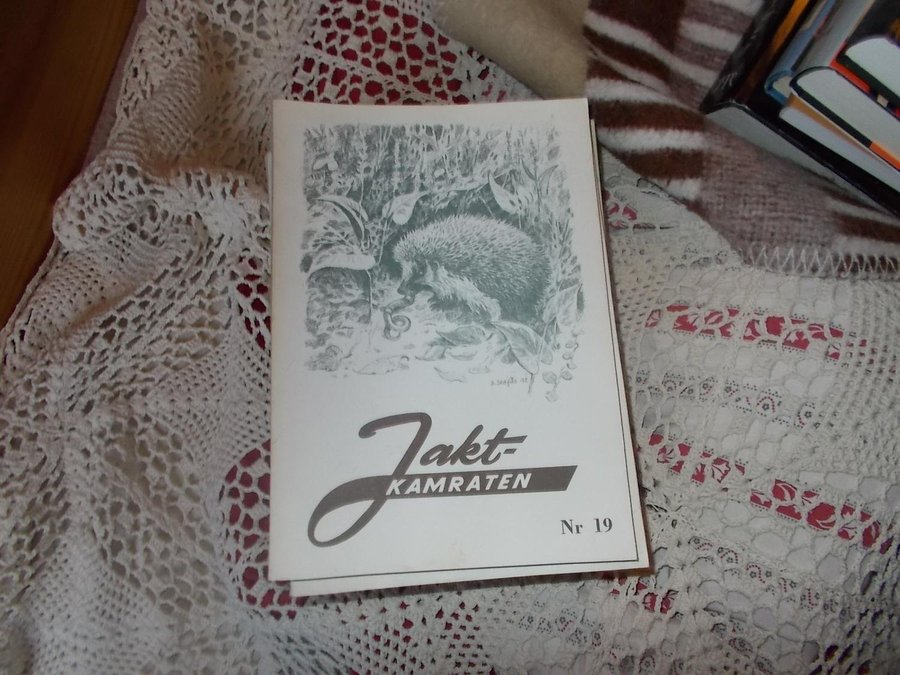 Jakt-
KAMRATEN
Nr 19